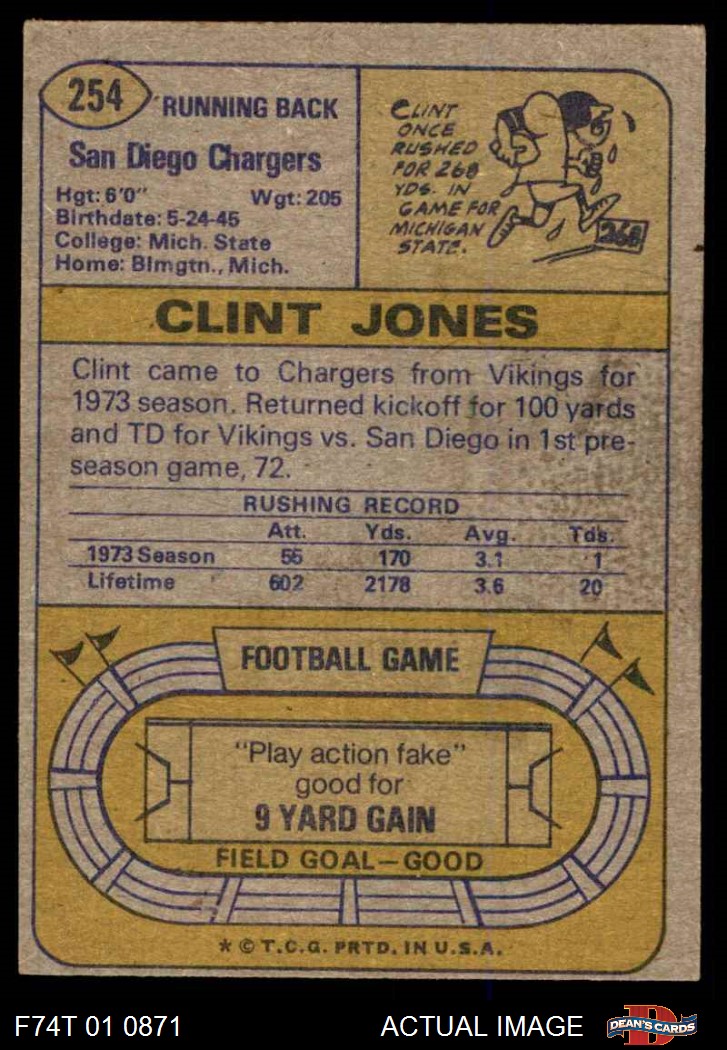 254
RUNNING BACK
San Diego Chargers
Hgt: 6'0" Wgt: 205
Birthdate: 5-24-45
College: Mich. State
Home: Blmgtn., Mich.
CLINT
ONCE
RUSHED
FOR 268
YDS. IN
GAME FOR
MICHIGAN
STATE.
268
CLINT JONES
Clint came to Chargers from Vikings for
1973 season. Returned kickoff for 100 yards
and TD for Vikings vs. San Diego in 1st pre-
season game, 72.
RUSHING RECORD
Att. Yds. Avg. Tds.
1973 Season 55 170 3.1 1
Lifetime 602 2178 3.6 20
FOOTBALL GAME
"Play action fake"
good for
9 YARD GAIN
FIELD GOAL—GOOD
* © T.C.G. PRTD. IN U.S.A.
F74T 01 0871 ACTUAL IMAGE
D
DEAN'S CARDS